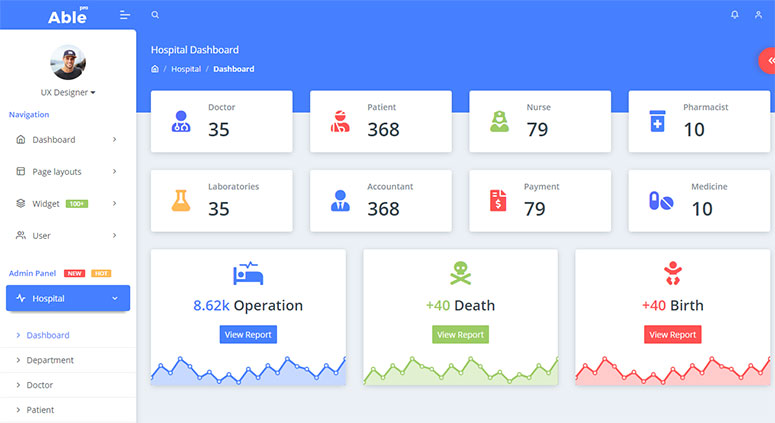 Able pro
Hospital Dashboard
Hospital / Dashboard
UX Designer
Navigation
Dashboard
Page layouts
Widget 100+
User
Admin Panel NEW HOT
Hospital
Dashboard
Department
Doctor
Patient
Doctor
35
Patient
368
Nurse
79
Pharmacist
10
Laboratories
35
Accountant
368
Payment
79
Medicine
10
8.62k Operation
View Report
+40 Death
View Report
+40 Birth
View Report